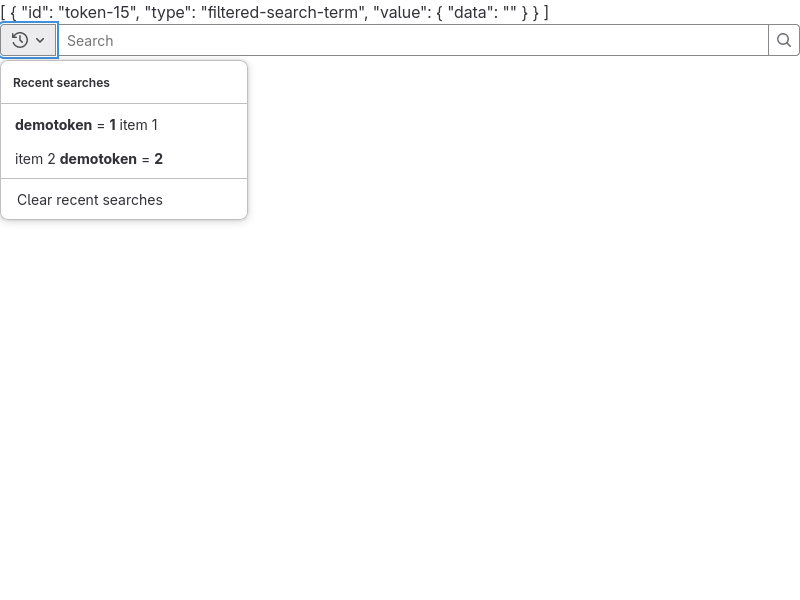 [ { "id": "token-15", "type": "filtered-search-term", "value": { "data": "" } } ]
Search
Recent searches
demotoken = 1 item 1
item 2 demotoken = 2
Clear recent searches